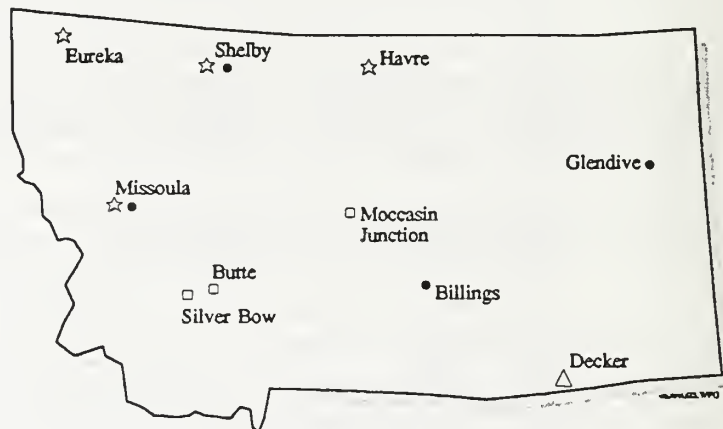 Eureka
Shelby
Havre
Glendive
Missoula
Moccasin
Junction
Butte
Silver Bow
Billings
Decker